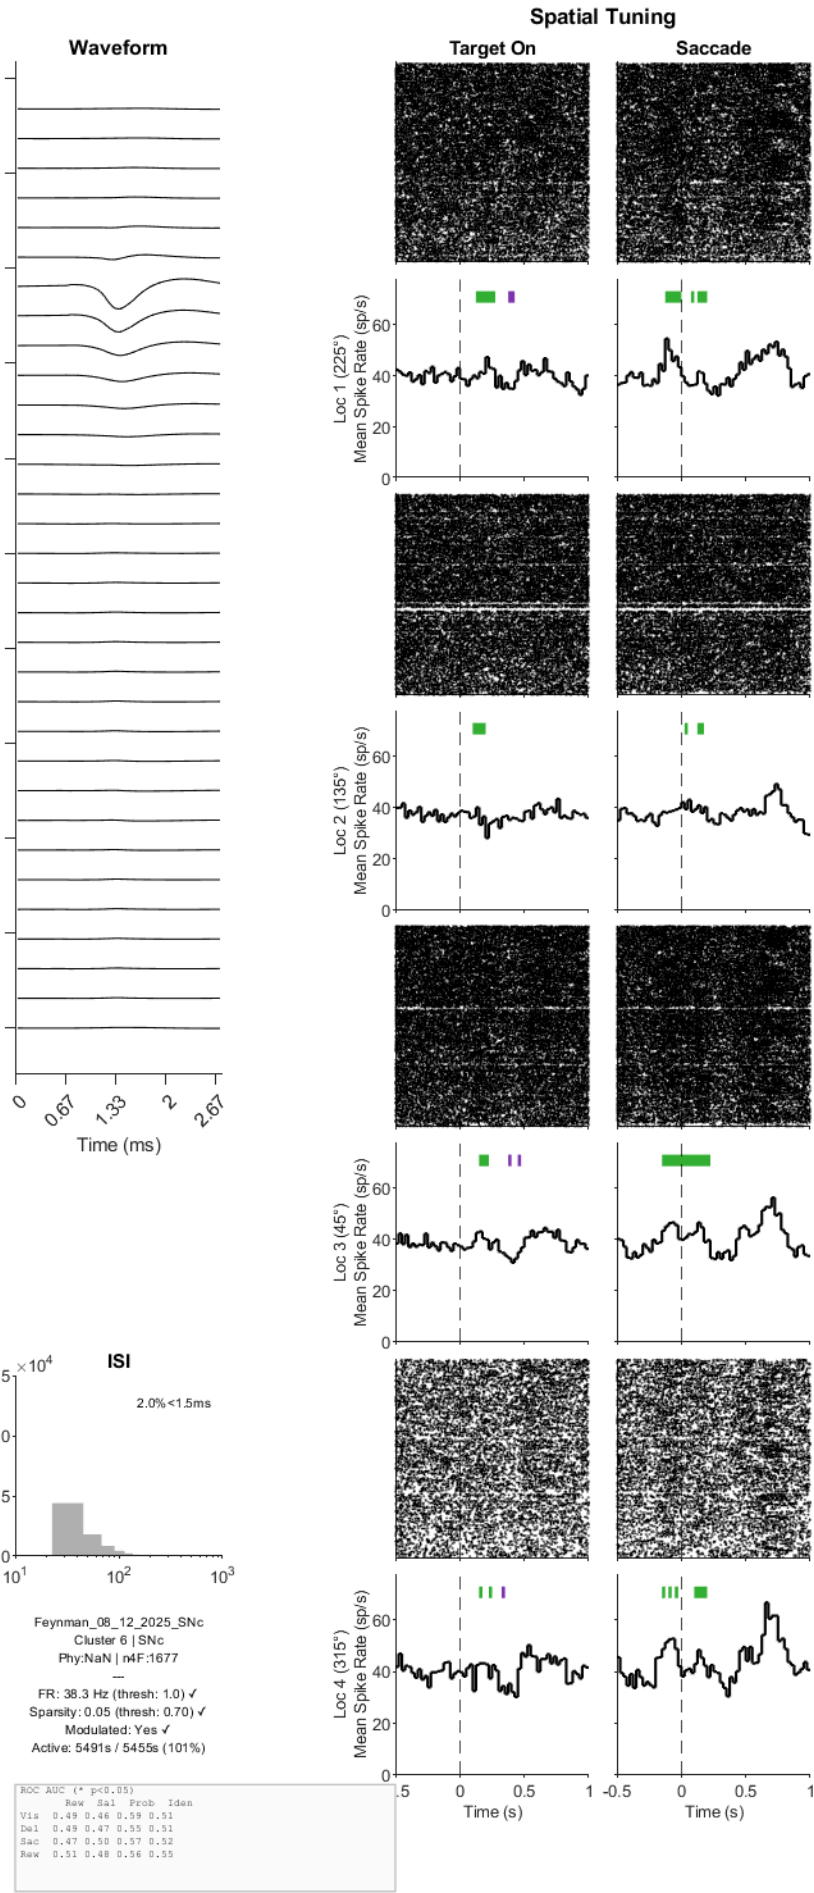 Spatial Tuning
Waveform
Target On
Saccade
60
40
20
0
Loc 1 (225°)
Mean Spike Rate (sp/s)
60
40
20
0
Loc 2 (135°)
Mean Spike Rate (sp/s)
0
0.67
1.33
2
2.67
Time (ms)
60
40
20
0
Loc 3 (45°)
Mean Spike Rate (sp/s)
×10⁴
ISI
5
0
5
0
2.0%<1.5ms
10¹
10²
10³
60
40
20
0
Loc 4 (315°)
Mean Spike Rate (sp/s)
.5
0
0.5
1
-0.5
0
0.5
1
Time (s)
Time (s)
Feynman_08_12_2025_SNc
Cluster 6 | SNc
Phy:NaN | n4F:1677
---
FR: 38.3 Hz (thresh: 1.0) ✓
Sparsity: 0.05 (thresh: 0.70) ✓
Modulated: Yes ✓
Active: 5491s / 5455s (101%)
ROC AUC (* p<0.05)
Rew Sal Prob Iden
Vis 0.49 0.46 0.59 0.51
Del 0.49 0.47 0.55 0.51
Sac 0.47 0.50 0.57 0.52
Rew 0.51 0.48 0.56 0.55